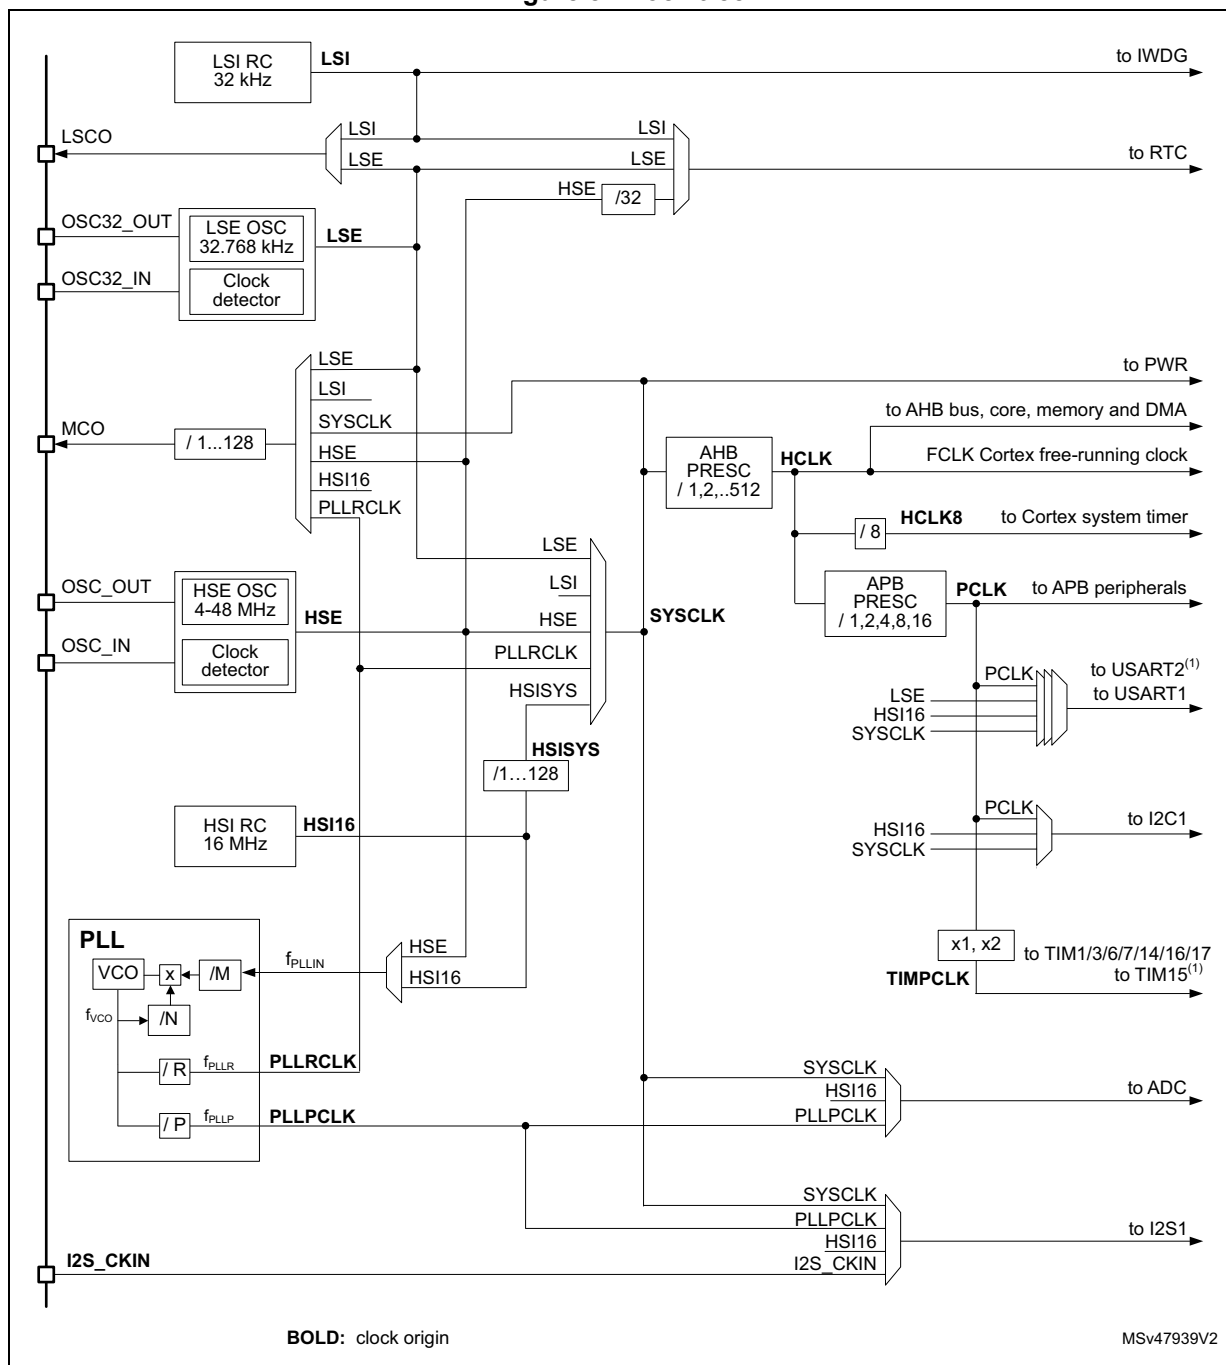 LSI RC
32 kHz
LSI
to IWDG
LSCO
LSI
LSE
LSI
LSE
HSE
/32
to RTC
OSC32_OUT
OSC32_IN
LSE OSC
32.768 kHz
Clock
detector
LSE
MCO
/ 1...128
LSE
LSI
SYSCLK
HSE
HSI16
PLLRCLK
to PWR
to AHB bus, core, memory and DMA
AHB
PRESC
/ 1,2,..512
HCLK
FCLK Cortex free-running clock
/ 8
HCLK8
to Cortex system timer
APB
PRESC
/ 1,2,4,8,16
PCLK
to APB peripherals
OSC_OUT
OSC_IN
HSE OSC
4-48 MHz
Clock
detector
HSE
LSE
LSI
HSE
PLLRCLK
HSISYS
SYSCLK
PCLK
LSE
HSI16
SYSCLK
to USART2(1)
to USART1
HSISYS
/1…128
HSI RC
16 MHz
HSI16
PCLK
HSI16
SYSCLK
to I2C1
PLL
VCO
x
/M
/N
fVCO
fPLLIN
HSE
HSI16
x1, x2
TIMPCLK
to TIM1/3/6/7/14/16/17
to TIM15(1)
/ R
fPLLR
PLLRCLK
/ P
fPLLP
PLLPCLK
SYSCLK
HSI16
PLLPCLK
to ADC
SYSCLK
PLLPCLK
HSI16
I2S_CKIN
to I2S1
I2S_CKIN
BOLD: clock origin
MSv47939V2